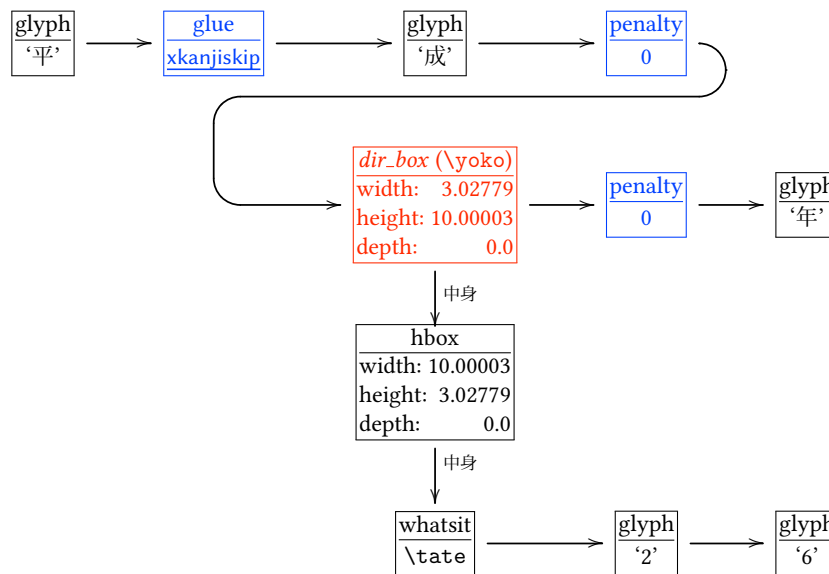 glyph
‘平’
glue
xkanjiskip
glyph
‘成’
penalty
0
dir_box (\yoko)
width: 3.02779
height: 10.00003
depth: 0.0
penalty
0
glyph
‘年’
中身
hbox
width: 10.00003
height: 3.02779
depth: 0.0
中身
whatsit
\tate
glyph
‘2’
glyph
‘6’